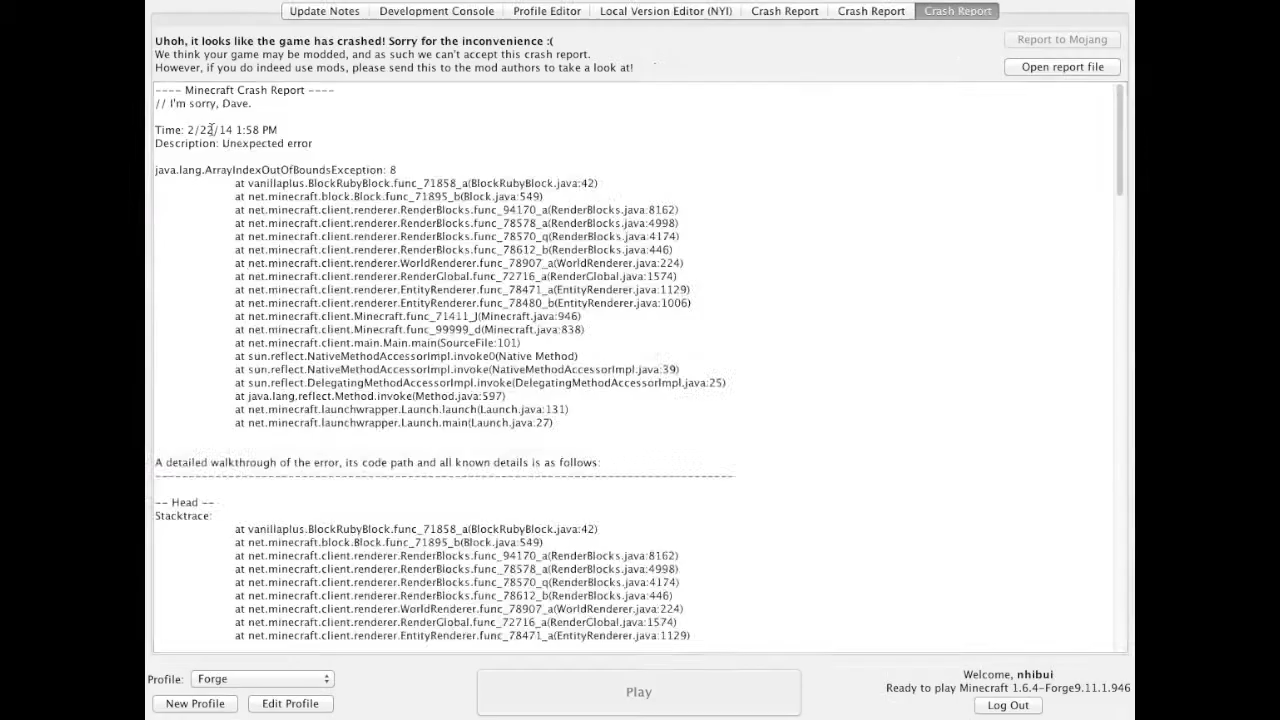 Update Notes Development Console Profile Editor Local Version Editor (NYI) Crash Report Crash Report Crash Report
Uhoh, it looks like the game has crashed! Sorry for the inconvenience :(
We think your game may be modded, and as such we can't accept this crash report.
However, if you do indeed use mods, please send this to the mod authors to take a look at!
Report to Mojang
Open report file
---- Minecraft Crash Report ----
// I'm sorry, Dave.
Time: 2/22/14 1:58 PM
Description: Unexpected error
java.lang.ArrayIndexOutOfBoundsException: 8
at vanillaplus.BlockRubyBlock.func_71858_a(BlockRubyBlock.java:42)
at net.minecraft.block.Block.func_71895_b(Block.java:549)
at net.minecraft.client.renderer.RenderBlocks.func_94170_a(RenderBlocks.java:8162)
at net.minecraft.client.renderer.RenderBlocks.func_78578_a(RenderBlocks.java:4998)
at net.minecraft.client.renderer.RenderBlocks.func_78570_q(RenderBlocks.java:4174)
at net.minecraft.client.renderer.RenderBlocks.func_78612_b(RenderBlocks.java:446)
at net.minecraft.client.renderer.WorldRenderer.func_78907_a(WorldRenderer.java:224)
at net.minecraft.client.renderer.RenderGlobal.func_72716_a(RenderGlobal.java:1574)
at net.minecraft.client.renderer.EntityRenderer.func_78471_a(EntityRenderer.java:1129)
at net.minecraft.client.renderer.EntityRenderer.func_78480_b(EntityRenderer.java:1006)
at net.minecraft.client.Minecraft.func_71411_J(Minecraft.java:946)
at net.minecraft.client.Minecraft.func_99999_d(Minecraft.java:838)
at net.minecraft.client.main.Main.main(SourceFile:101)
at sun.reflect.NativeMethodAccessorImpl.invoke0(Native Method)
at sun.reflect.NativeMethodAccessorImpl.invoke(NativeMethodAccessorImpl.java:39)
at sun.reflect.DelegatingMethodAccessorImpl.invoke(DelegatingMethodAccessorImpl.java:25)
at java.lang.reflect.Method.invoke(Method.java:597)
at net.minecraft.launchwrapper.Launch.launch(Launch.java:131)
at net.minecraft.launchwrapper.Launch.main(Launch.java:27)
A detailed walkthrough of the error, its code path and all known details is as follows:
---------------------------------------------------------------------------------------
-- Head --
Stacktrace:
at vanillaplus.BlockRubyBlock.func_71858_a(BlockRubyBlock.java:42)
at net.minecraft.block.Block.func_71895_b(Block.java:549)
at net.minecraft.client.renderer.RenderBlocks.func_94170_a(RenderBlocks.java:8162)
at net.minecraft.client.renderer.RenderBlocks.func_78578_a(RenderBlocks.java:4998)
at net.minecraft.client.renderer.RenderBlocks.func_78570_q(RenderBlocks.java:4174)
at net.minecraft.client.renderer.RenderBlocks.func_78612_b(RenderBlocks.java:446)
at net.minecraft.client.renderer.WorldRenderer.func_78907_a(WorldRenderer.java:224)
at net.minecraft.client.renderer.RenderGlobal.func_72716_a(RenderGlobal.java:1574)
at net.minecraft.client.renderer.EntityRenderer.func_78471_a(EntityRenderer.java:1129)
Profile: Forge
New Profile Edit Profile
Play
Welcome, nhibui
Ready to play Minecraft 1.6.4-Forge9.11.1.946
Log Out